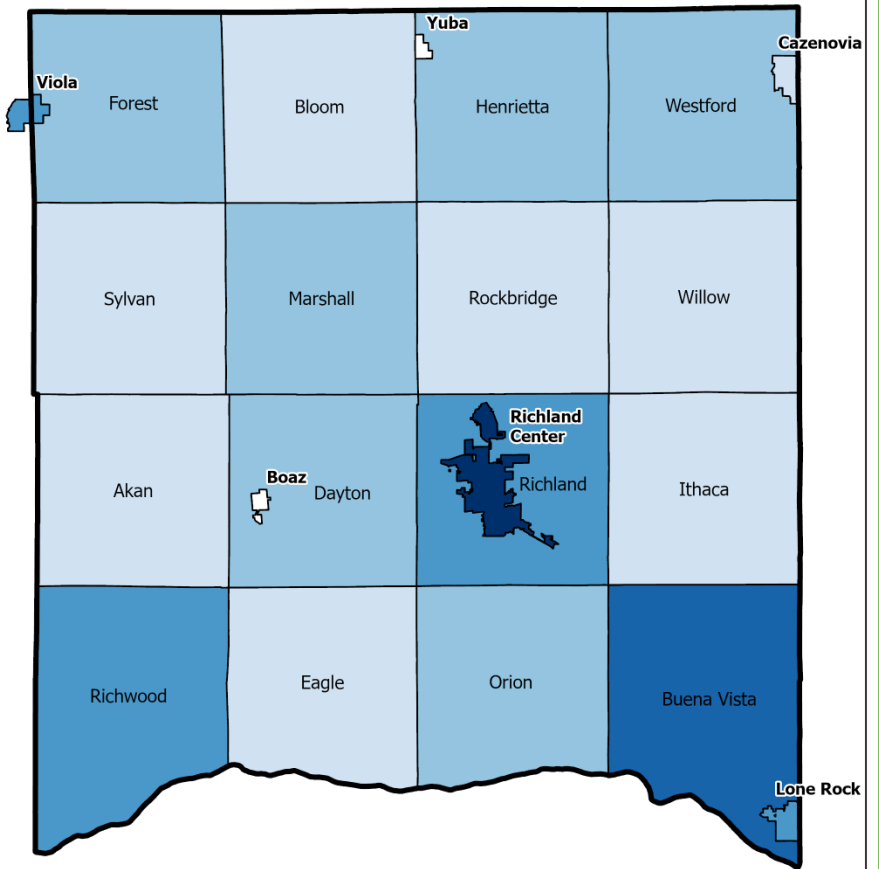 Yuba
Cazenovia
Viola
Forest
Bloom
Henrietta
Westford
Sylvan
Marshall
Rockbridge
Willow
Richland
Center
Boaz
Akan
Dayton
Richland
Ithaca
Richwood
Eagle
Orion
Buena Vista
Lone Rock